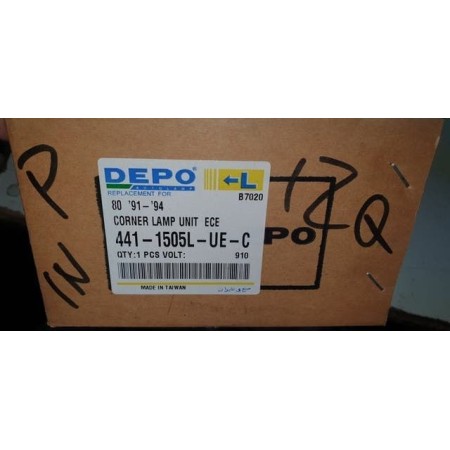 DEPO®
AUTOLAMP
←L
REPLACEMENT FOR
B7020
80 '91-'94
CORNER LAMP UNIT ECE
441-1505L-UE-C
QTY:1 PCS VOLT:
910
MADE IN TAIWAN
PO
P
IN
Q